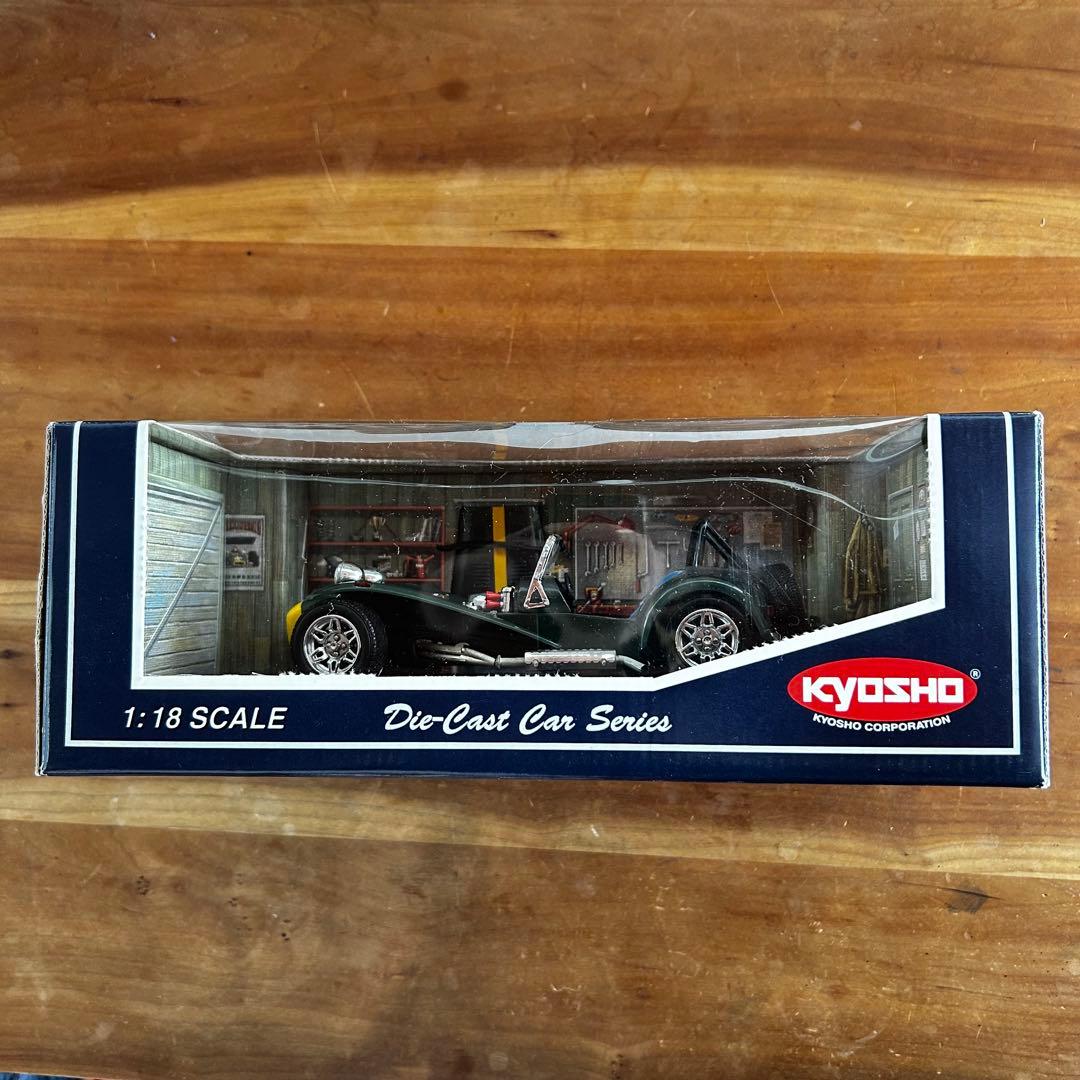 1:18 SCALE
Die-Cast Car Series
KYOSHO®
KYOSHO CORPORATION